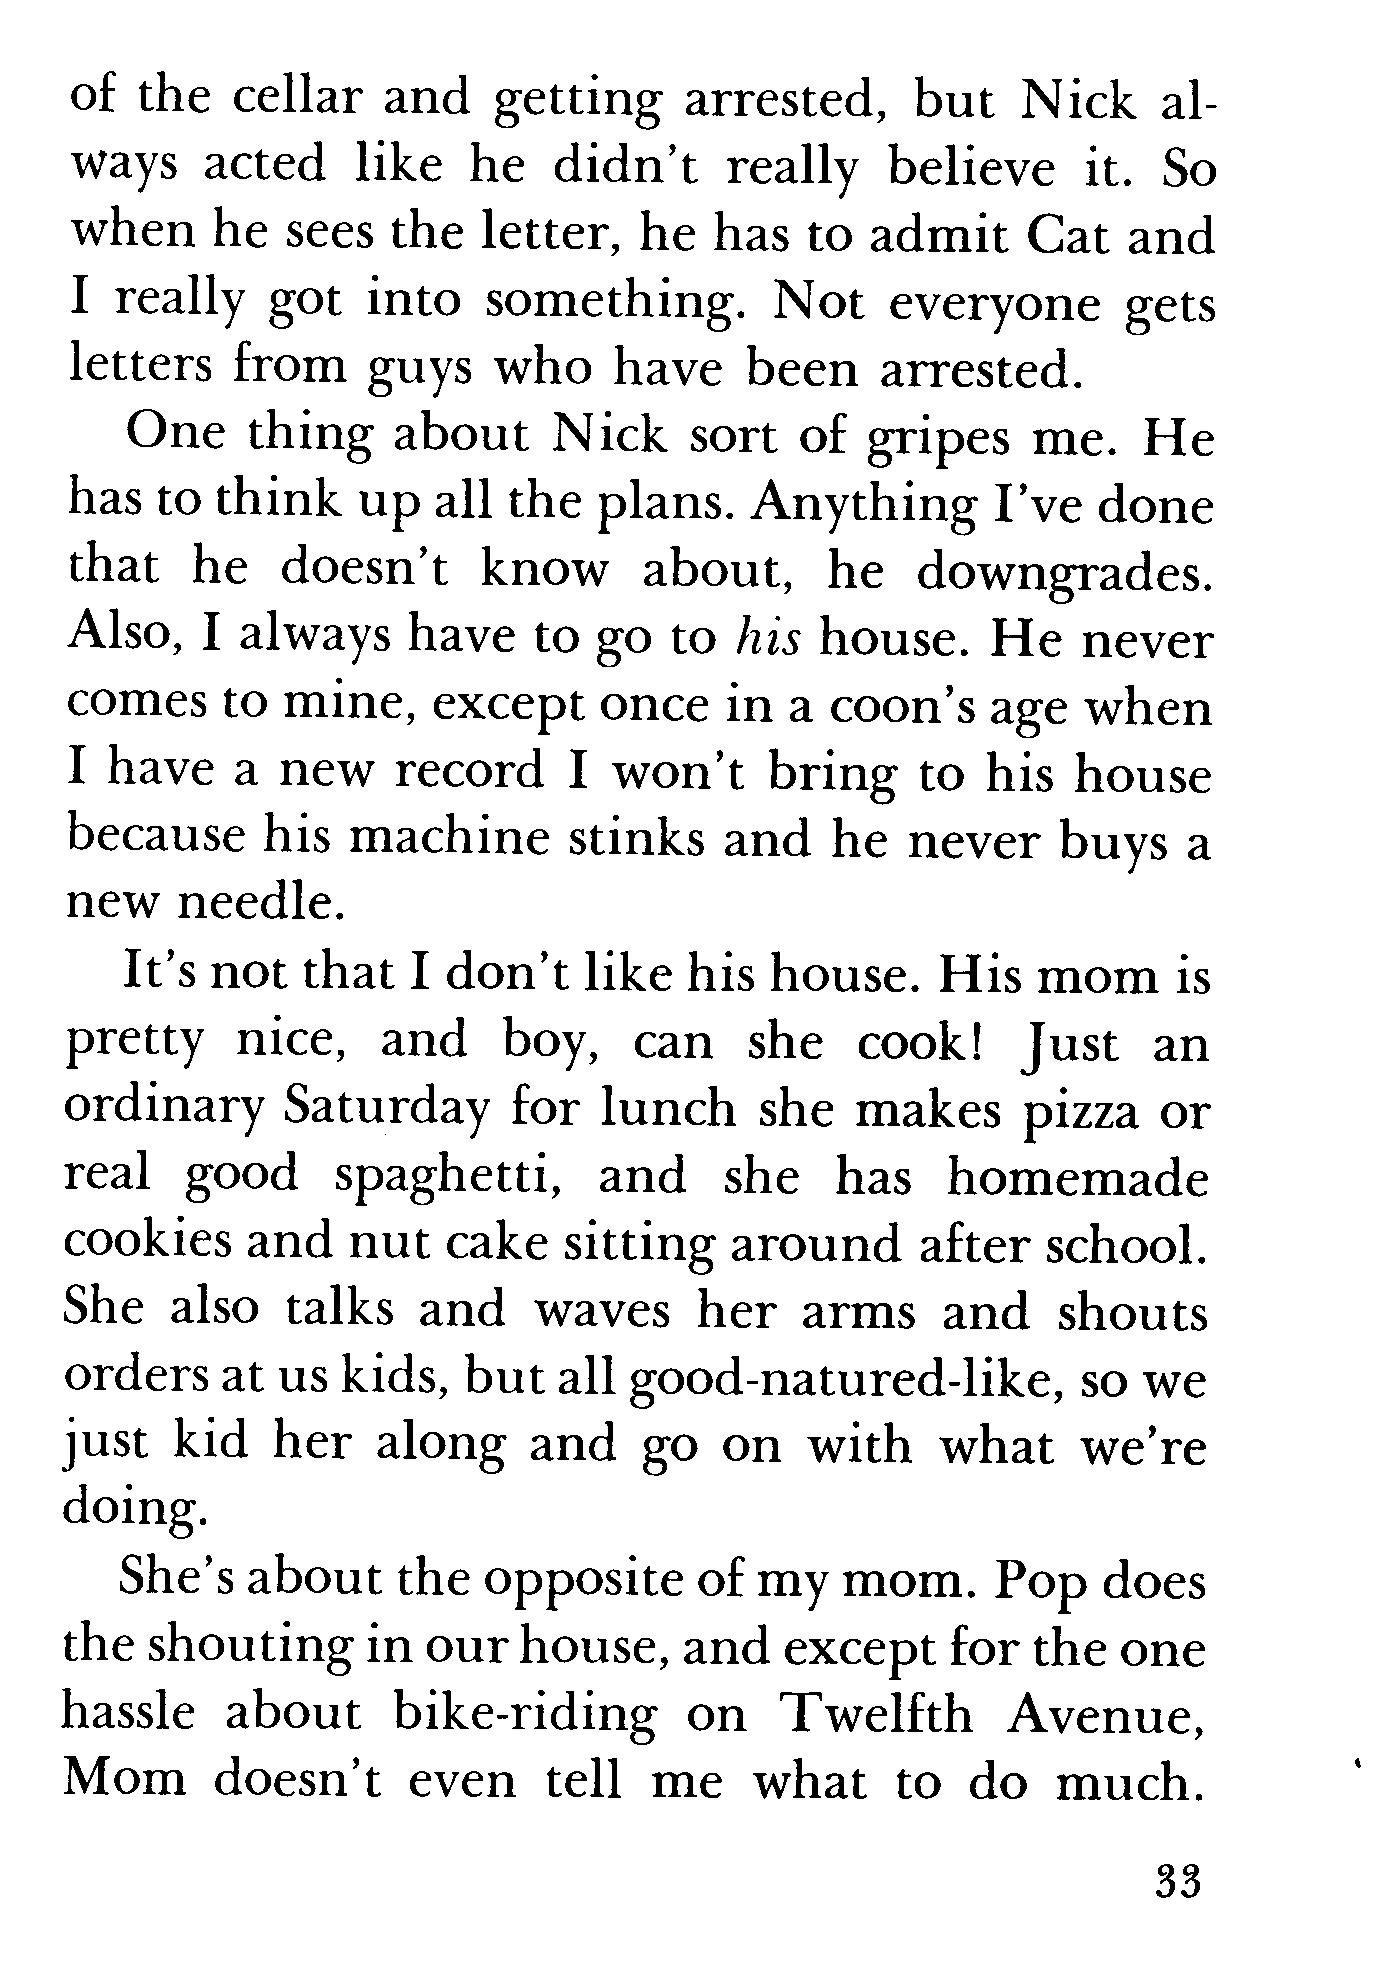 of the cellar and getting arrested, but Nick al-
ways acted like he didn't really believe it. So
when he sees the letter, he has to admit Cat and
I really got into something. Not everyone gets
letters from guys who have been arrested.
One thing about Nick sort of gripes me. He
has to think up all the plans. Anything I've done
that he doesn't know about, he downgrades.
Also, I always have to go to his house. He never
comes to mine, except once in a coon's age when
I have a new record I won't bring to his house
because his machine stinks and he never buys a
new needle.
It's not that I don't like his house. His mom is
pretty nice, and boy, can she cook! Just an
ordinary Saturday for lunch she makes pizza or
real good spaghetti, and she has homemade
cookies and nut cake sitting around after school.
She also talks and waves her arms and shouts
orders at us kids, but all good-natured-like, so we
just kid her along and go on with what we're
doing.
She's about the opposite of my mom. Pop does
the shouting in our house, and except for the one
hassle about bike-riding on Twelfth Avenue,
Mom doesn't even tell me what to do much.
33